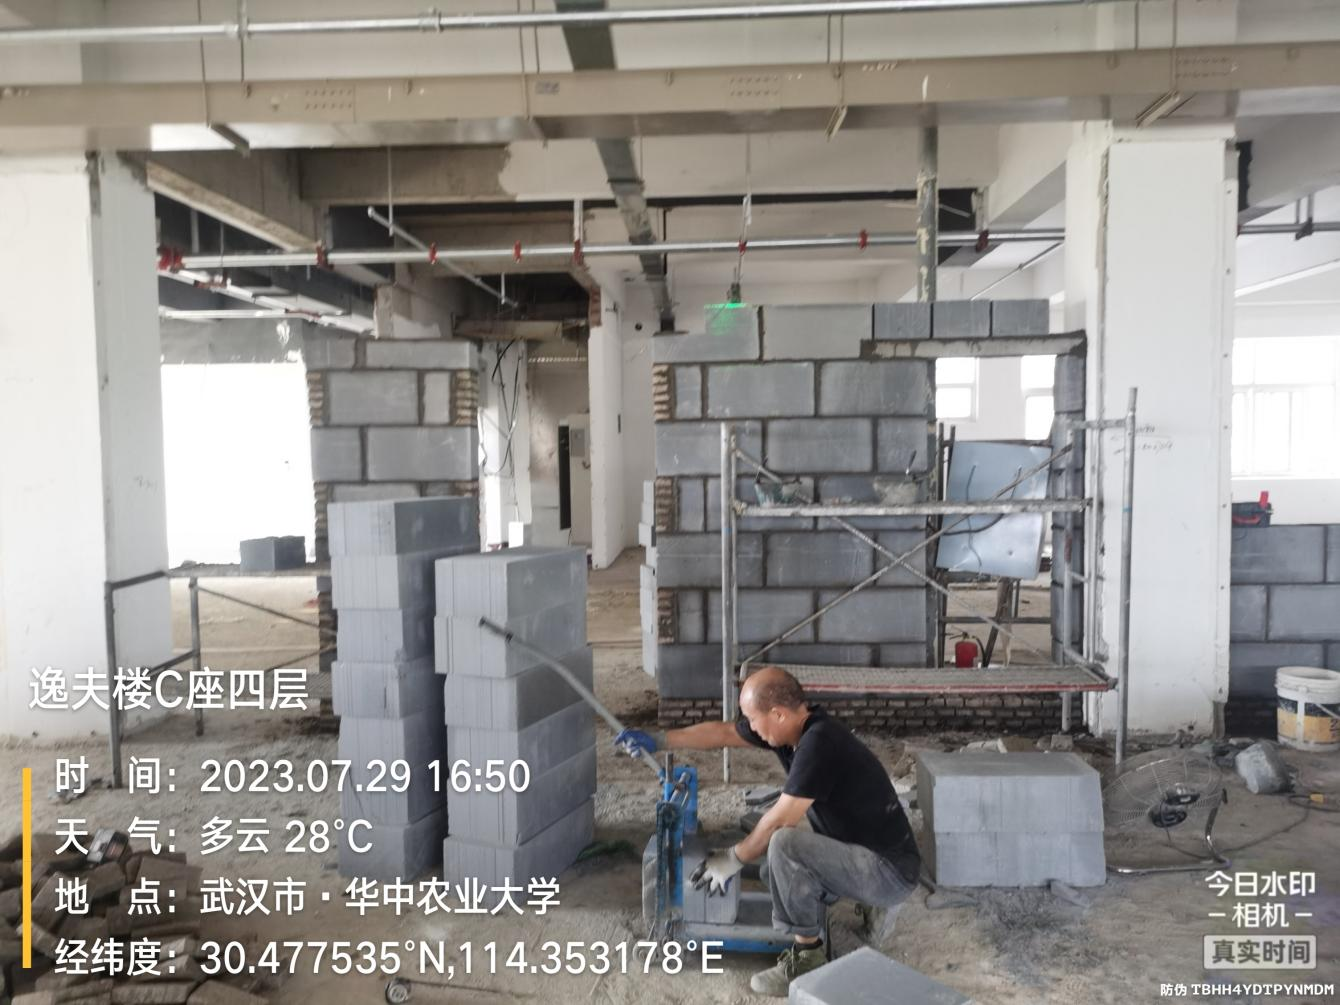 逸夫楼C座四层
时 间：2023.07.29 16:50
天 气：多云 28°C
地 点：武汉市·华中农业大学
经纬度：30.477535°N,114.353178°E
今日水印
－相机－
真实时间
防伪 TBHH4YDTPYNMDM